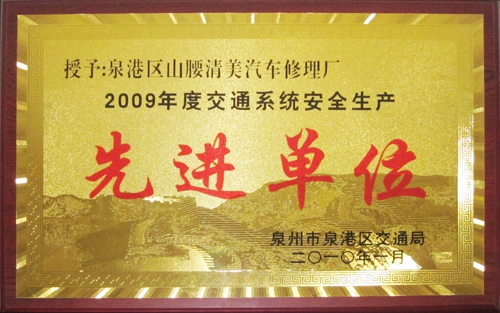 授予:泉港区山腰清美汽车修理厂
2009年度交通系统安全生产
先进单位
泉州市泉港区交通局
二〇一〇年一月